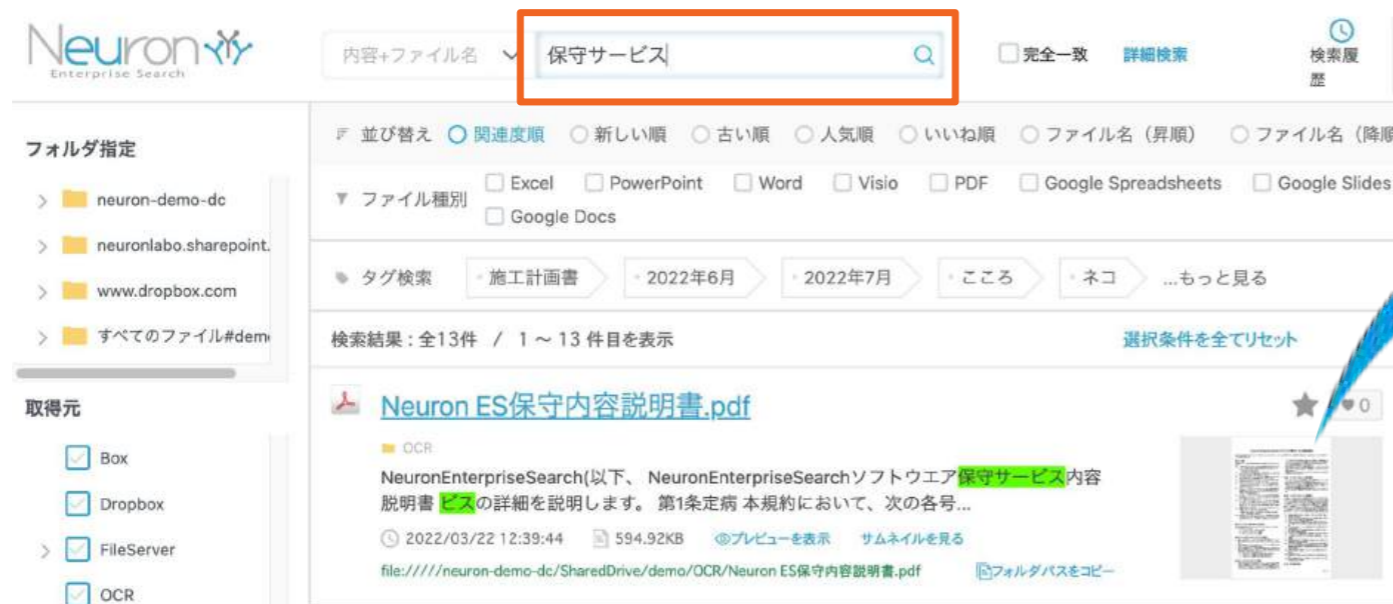 Neuron
Enterprise Search
内容+ファイル名
保守サービス
完全一致
詳細検索
検索履
歴
フォルダ指定
neuron-demo-dc
neuronlabo.sharepoint.
www.dropbox.com
すべてのファイル#dem
取得元
Box
Dropbox
FileServer
OCR
並び替え 関連度順 新しい順 古い順 人気順 いいね順 ファイル名（昇順） ファイル名（降順
ファイル種別 Excel PowerPoint Word Visio PDF Google Spreadsheets Google Slides
Google Docs
タグ検索 施工計画書 2022年6月 2022年7月 こころ ネコ ...もっと見る
検索結果 : 全13件 / 1 ~ 13 件目を表示 選択条件を全てリセット
Neuron ES保守内容説明書.pdf
0
OCR
NeuronEnterpriseSearch(以下、 NeuronEnterpriseSearchソフトウエア保守サービス内容
説明書 ビスの詳細を説明します。 第1条定病 本規約において、次の各号...
2022/03/22 12:39:44 594.92KB プレビューを表示 サムネイルを見る
file://///neuron-demo-dc/SharedDrive/demo/OCR/Neuron ES保守内容説明書.pdf フォルダパスをコピー